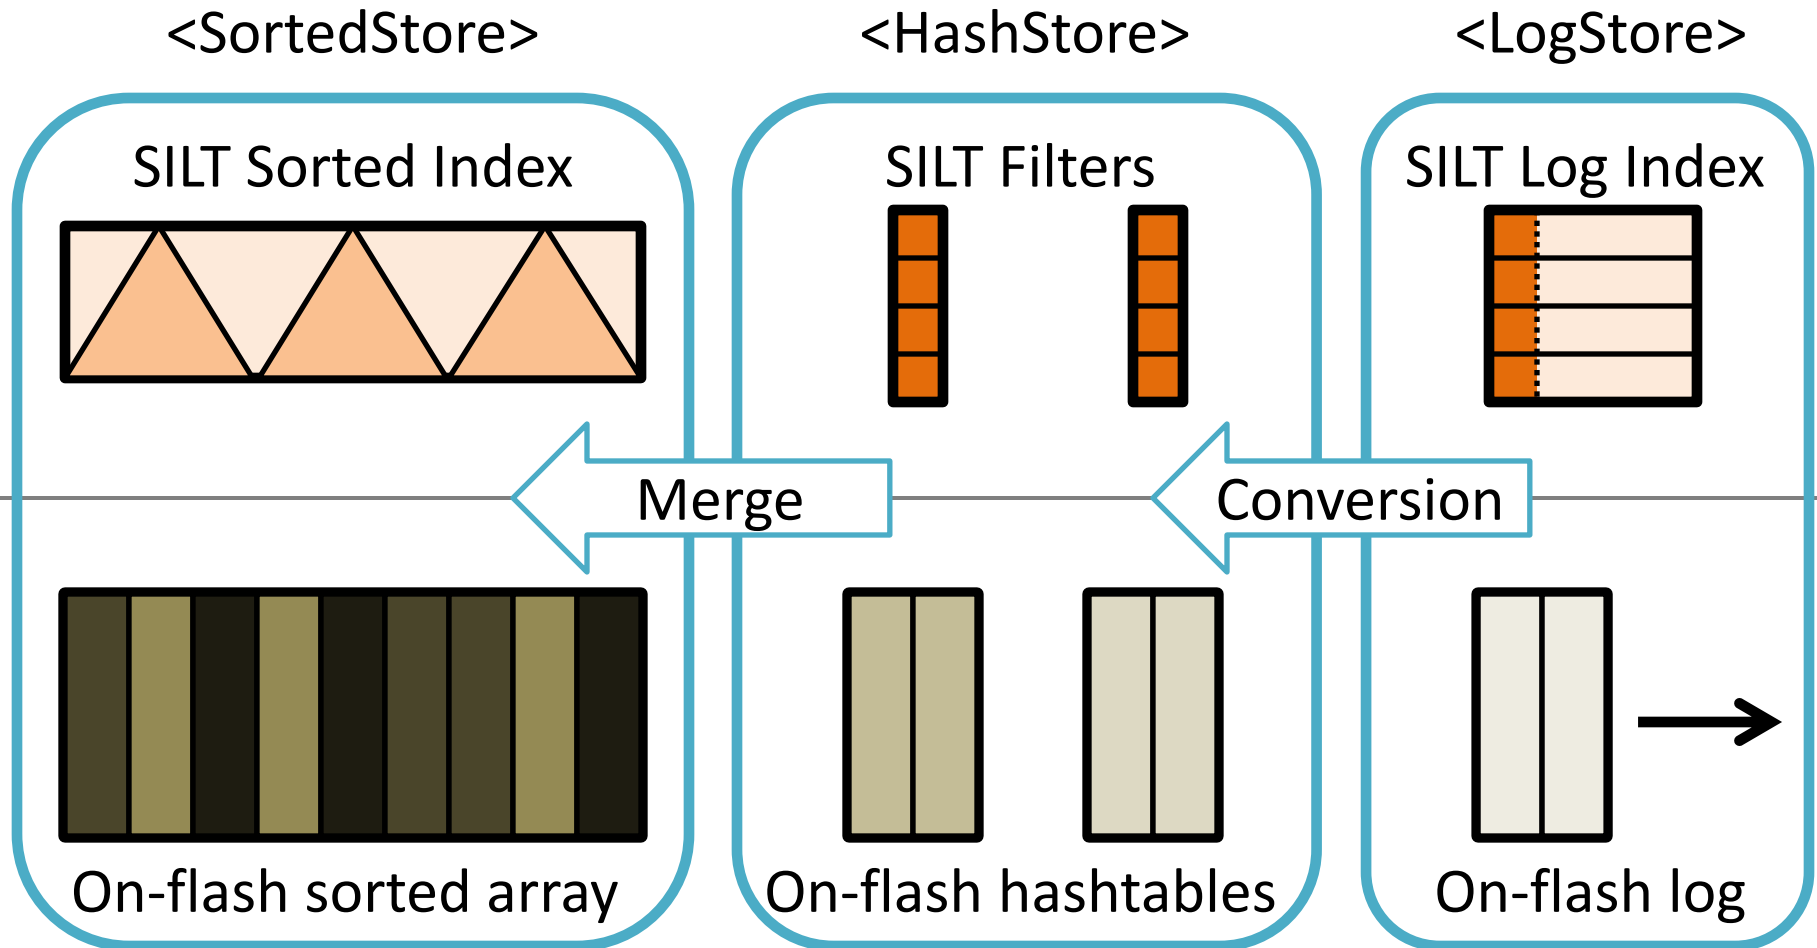 <SortedStore>
<HashStore>
<LogStore>
SILT Sorted Index
SILT Filters
SILT Log Index
Merge
Conversion
On-flash sorted array
On-flash hashtables
On-flash log